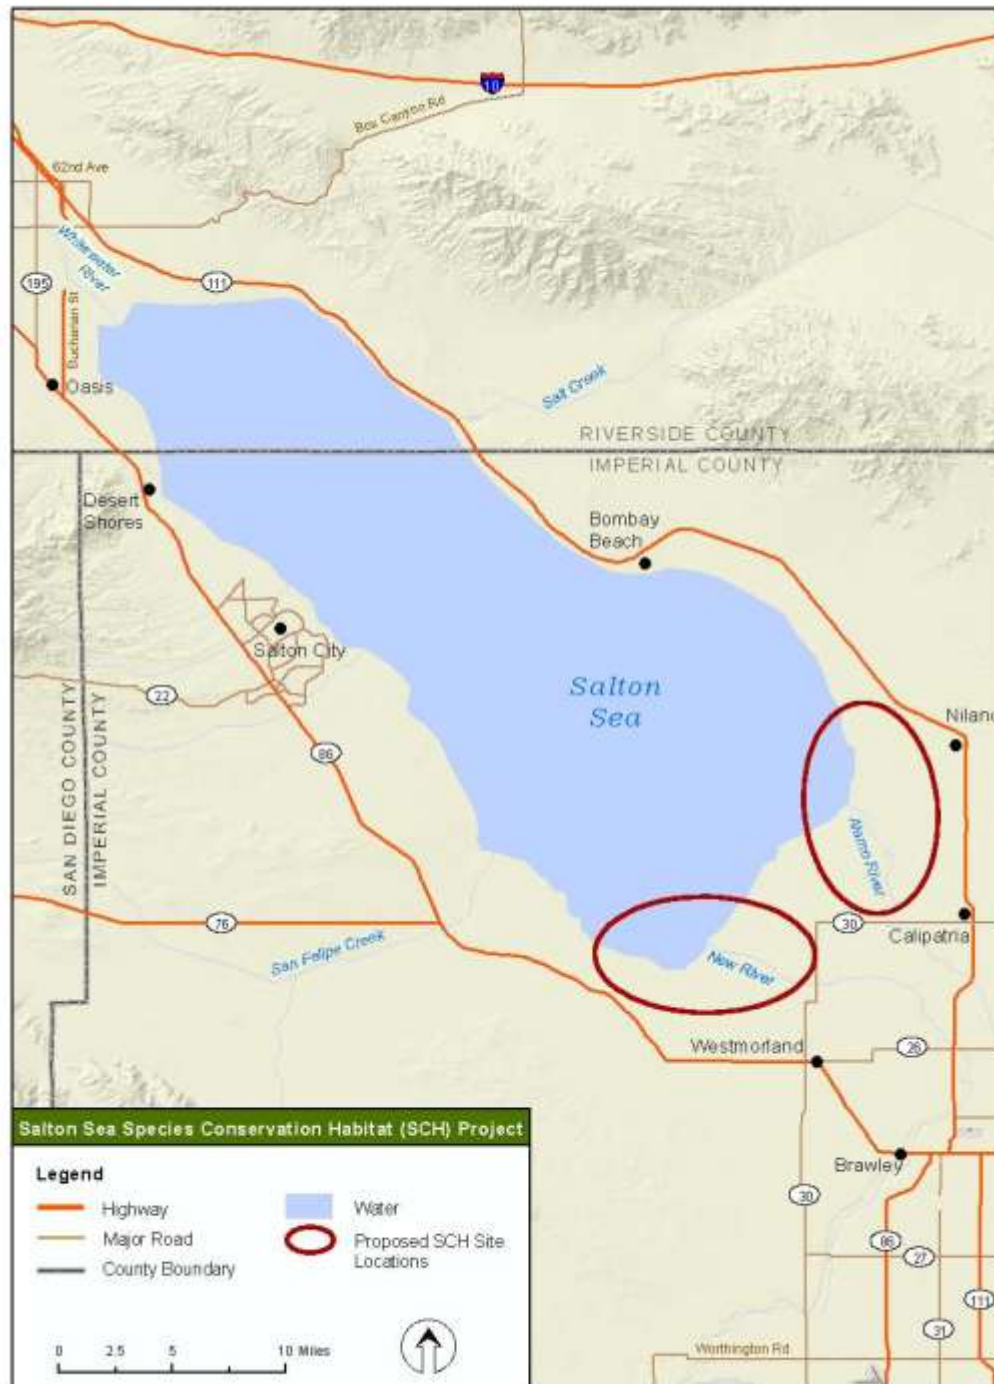 10
Box Canyno Rd
62nd Ave
Whitewater
River
195
111
Buchanan St
Oasis
Salt Creek
RIVERSIDE COUNTY
IMPERIAL COUNTY
Desert
Shores
Bombay
Beach
Salton City
Salton
Sea
22
SAN DIEGO COUNTY
IMPERIAL COUNTY
86
Niland
Alamo River
76
30
Calipatria
San Felipe Creek
New River
Westmorland
26
Brawley
30
86
27
111
31
Worthington Rd
Salton Sea Species Conservation Habitat (SCH) Project
Legend
Highway
Major Road
County Boundary
Water
Proposed SCH Site
Locations
0 2.5 5 10 Miles